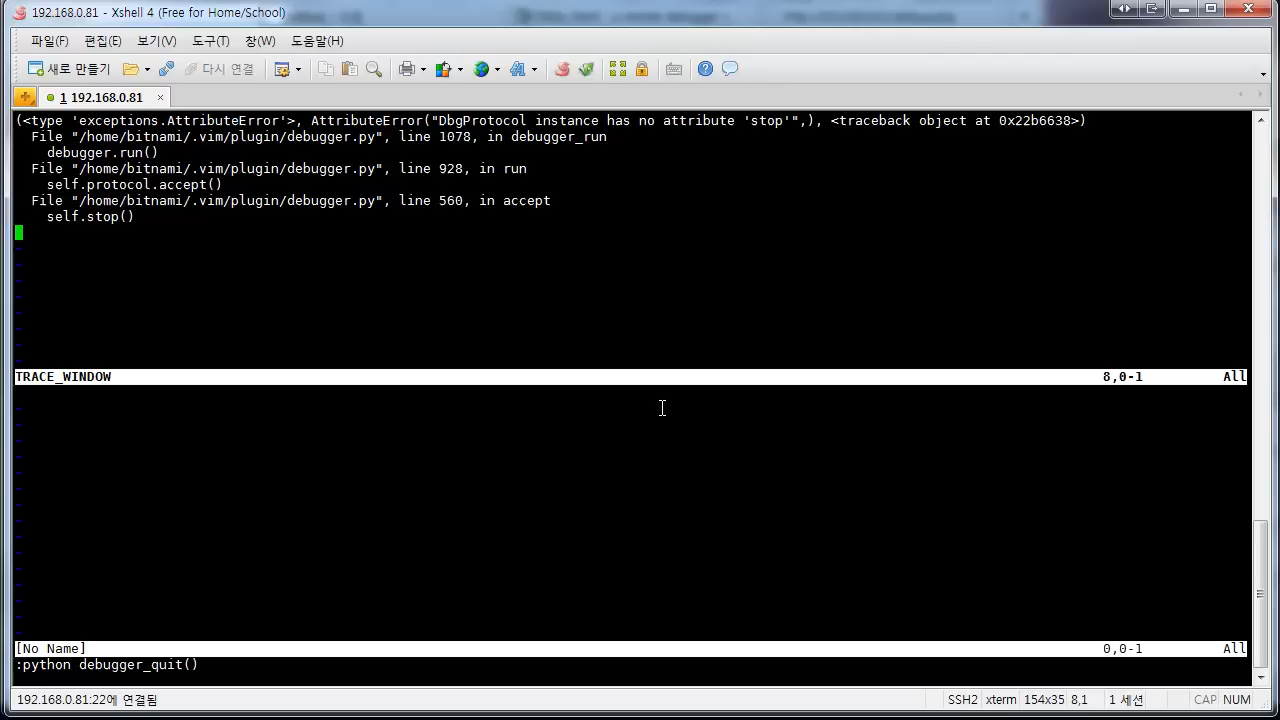 192.168.0.81 - Xshell 4 (Free for Home/School)
파일(F) 편집(E) 보기(V) 도구(T) 창(W) 도움말(H)
새로 만들기 다시 연결
1 192.168.0.81
(<type 'exceptions.AttributeError'>, AttributeError("DbgProtocol instance has no attribute 'stop'",), <traceback object at 0x22b6638>)
File "/home/bitnami/.vim/plugin/debugger.py", line 1078, in debugger_run
debugger.run()
File "/home/bitnami/.vim/plugin/debugger.py", line 928, in run
self.protocol.accept()
File "/home/bitnami/.vim/plugin/debugger.py", line 560, in accept
self.stop()
TRACE_WINDOW 8,0-1 All
[No Name] 0,0-1 All
:python debugger_quit()
192.168.0.81:22에 연결됨 SSH2 xterm 154x35 8,1 1 세션 CAP NUM